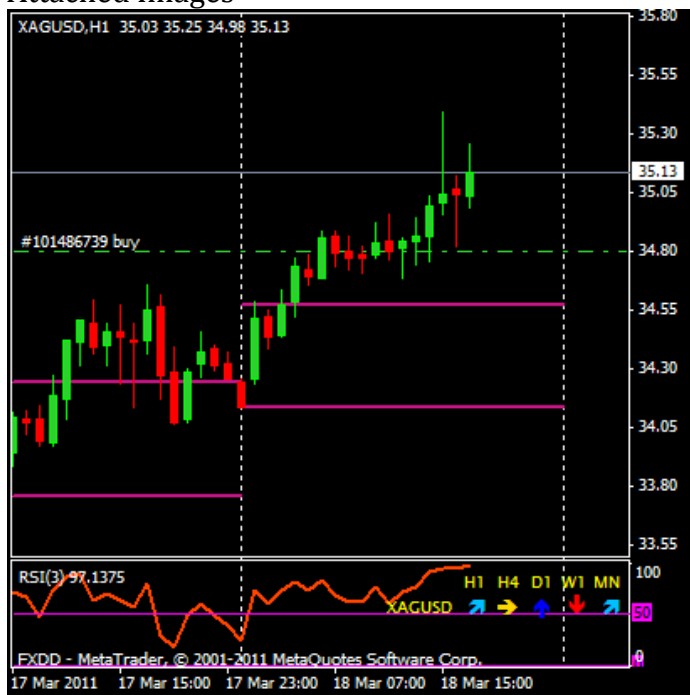 XAGUSD,H1 35.03 35.25 34.98 35.13
35.80
35.55
35.30
35.13
35.05
#101486739 buy
34.80
34.55
34.30
34.05
33.80
33.55
RSI(3) 97.1375
100
H1 H4 D1 W1 MN
XAGUSD
50
0
FXDD - MetaTrader, © 2001-2011 MetaQuotes Software Corp.
17 Mar 2011 17 Mar 15:00 17 Mar 23:00 18 Mar 07:00 18 Mar 15:00